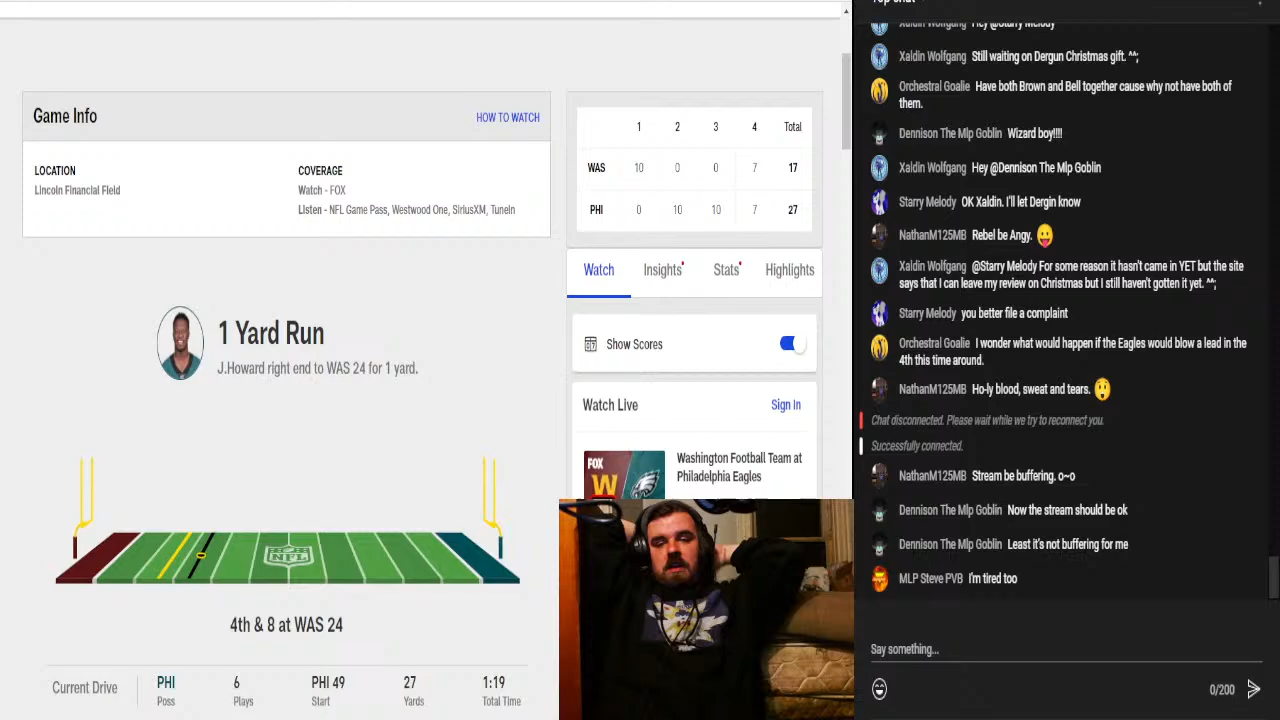 Game Info
HOW TO WATCH
LOCATION
Lincoln Financial Field
COVERAGE
Watch - FOX
Listen - NFL Game Pass, Westwood One, SiriusXM, TuneIn
1 2 3 4 Total
WAS 10 0 0 7 17
PHI 0 10 10 7 27
Watch Insights Stats Highlights
Show Scores
Watch Live Sign In
FOX
W
Washington Football Team at
Philadelphia Eagles
1 Yard Run
J.Howard right end to WAS 24 for 1 yard.
NFL
4th & 8 at WAS 24
Current Drive
PHI 6 PHI 49 27 1:19
Poss Plays Start Yards Total Time
Xaldin Wolfgang Hey @Starry Melody
Xaldin Wolfgang Still waiting on Dergun Christmas gift. ^^;
Orchestral Goalie Have both Brown and Bell together cause why not have both of
them.
Dennison The Mlp Goblin Wizard boy!!!!
Xaldin Wolfgang Hey @Dennison The Mlp Goblin
Starry Melody OK Xaldin. I'll let Dergin know
NathanM125MB Rebel be Angy. 😛
Xaldin Wolfgang @Starry Melody For some reason it hasn't came in YET but the site
says that I can leave my review on Christmas but I still haven't gotten it yet. ^^;
Starry Melody you better file a complaint
Orchestral Goalie I wonder what would happen if the Eagles would blow a lead in the
4th this time around.
NathanM125MB Ho-ly blood, sweat and tears. 😲
Chat disconnected. Please wait while we try to reconnect you.
Successfully connected.
NathanM125MB Stream be buffering. o~o
Dennison The Mlp Goblin Now the stream should be ok
Dennison The Mlp Goblin Least it's not buffering for me
MLP Steve PVB I'm tired too
Say something...
0/200